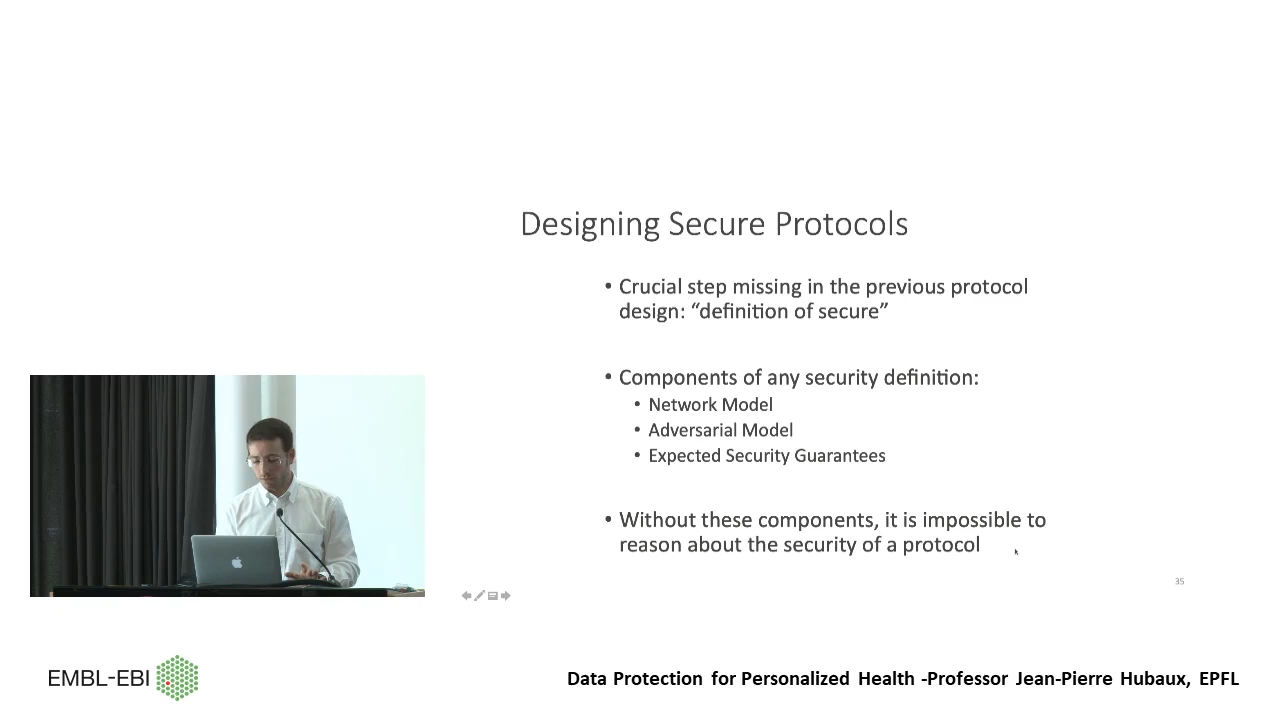 Designing Secure Protocols
• Crucial step missing in the previous protocol
design: “definition of secure”
• Components of any security definition:
• Network Model
• Adversarial Model
• Expected Security Guarantees
• Without these components, it is impossible to
reason about the security of a protocol
35
EMBL-EBI
Data Protection for Personalized Health -Professor Jean-Pierre Hubaux, EPFL